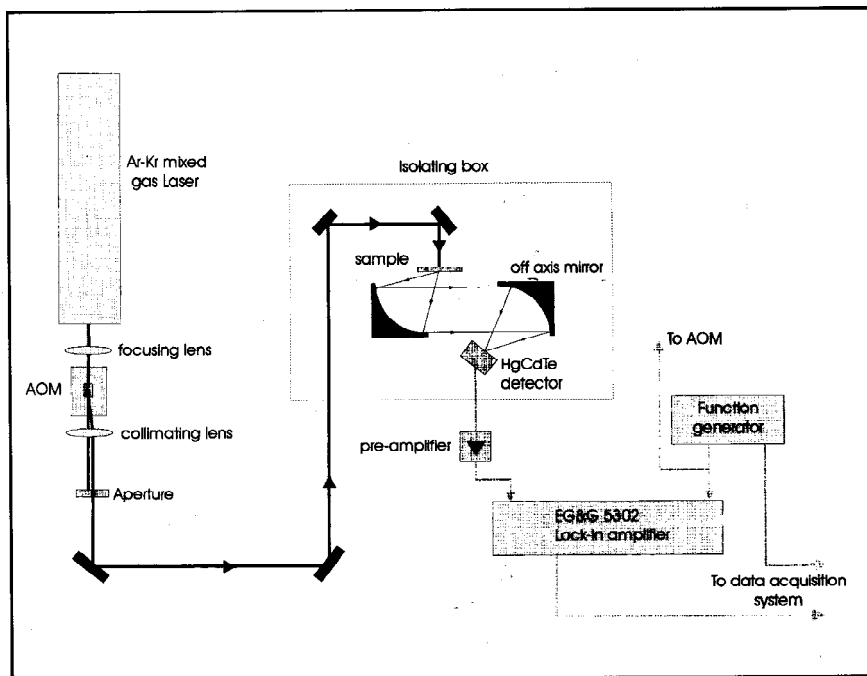 Ar-Kr mixed
gas Laser
Isolating box
sample
off axis mirror
focusing lens
To AOM
HgCdTe
detector
AOM
Function
generator
collimating lens
pre-amplifier
Aperture
EG&G 5302
Lock-in amplifier
To data acquisition
system